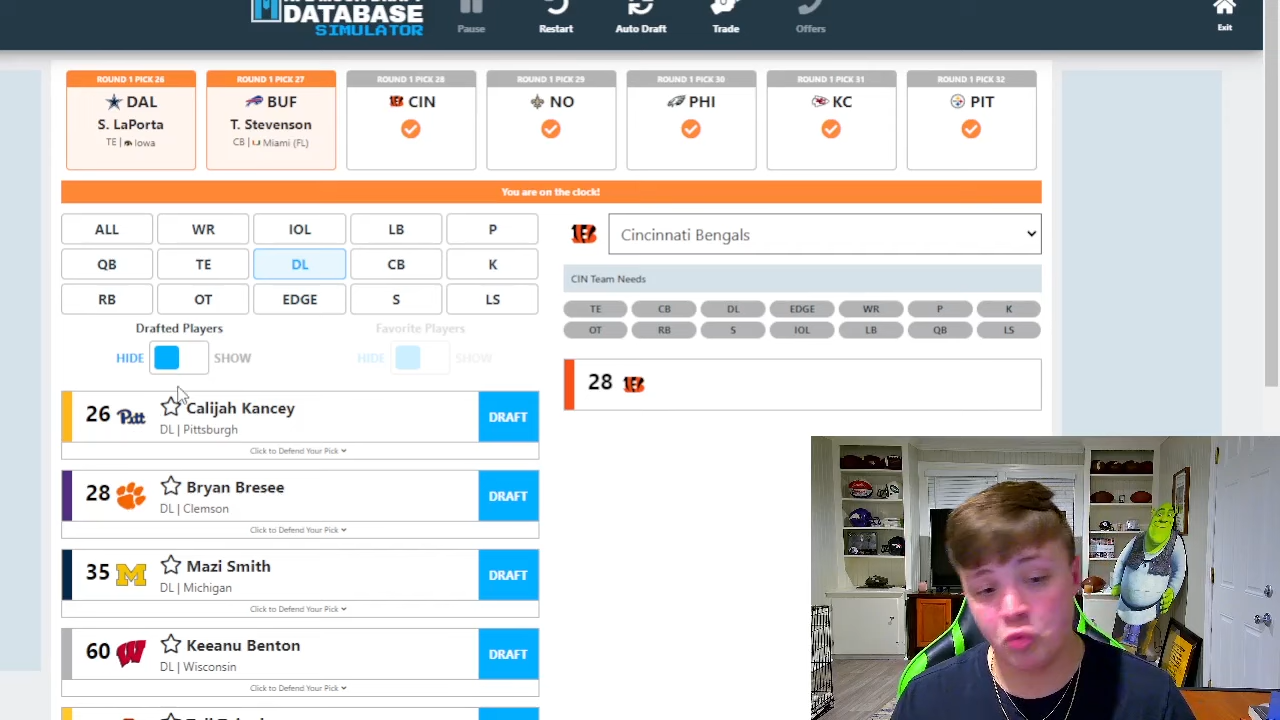 DATABASE
SIMULATOR
Pause
Restart
Auto Draft
Trade
Offers
Exit
ROUND 1 PICK 26
DAL
S. LaPorta
TE | Iowa
ROUND 1 PICK 27
BUF
T. Stevenson
CB | Miami (FL)
ROUND 1 PICK 28
CIN
ROUND 1 PICK 29
NO
ROUND 1 PICK 30
PHI
ROUND 1 PICK 31
KC
ROUND 1 PICK 32
PIT
You are on the clock!
ALL WR IOL LB P
QB TE DL CB K
RB OT EDGE S LS
Drafted Players
HIDE SHOW
Favorite Players
HIDE SHOW
26 Pitt Calijah Kancey
DL | Pittsburgh
DRAFT
Click to Defend Your Pick
28 Bryan Bresee
DL | Clemson
DRAFT
Click to Defend Your Pick
35 M Mazi Smith
DL | Michigan
DRAFT
Click to Defend Your Pick
60 W Keeanu Benton
DL | Wisconsin
DRAFT
Click to Defend Your Pick
Cincinnati Bengals
CIN Team Needs
TE CB DL EDGE WR P K
OT RB S IOL LB QB LS
28